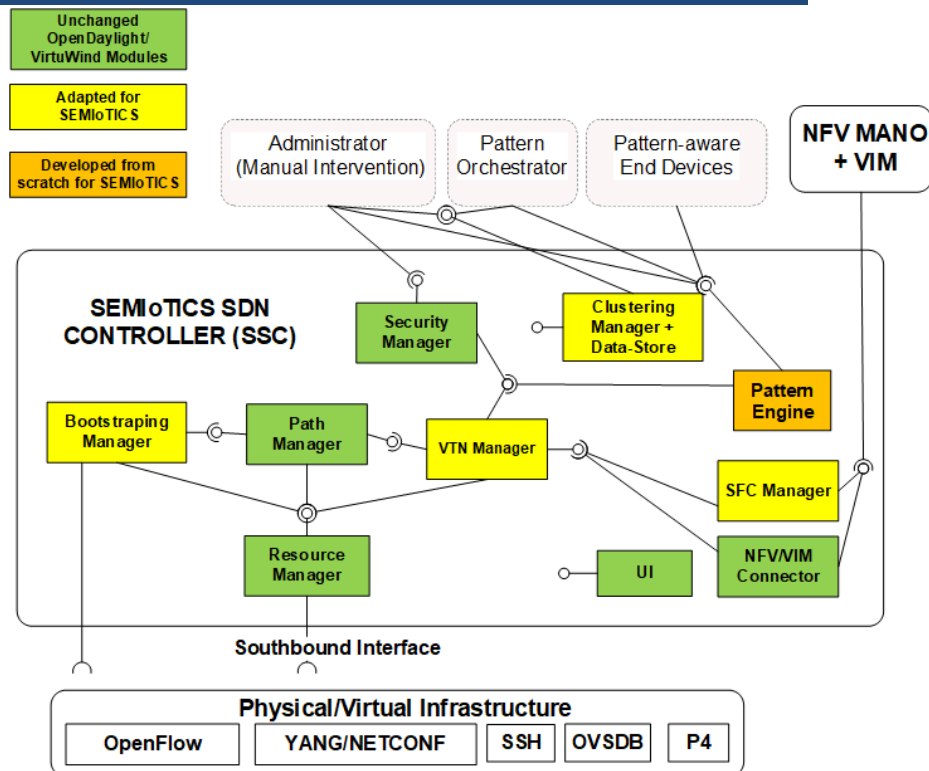 Unchanged
OpenDaylight/
VirtuWind Modules
Adapted for
SEMIoTICS
Developed from
scratch for SEMIoTICS
Administrator
(Manual Intervention)
Pattern
Orchestrator
Pattern-aware
End Devices
NFV MANO
+ VIM
SEMIoTICS SDN
CONTROLLER (SSC)
Security
Manager
Clustering
Manager +
Data-Store
Pattern
Engine
Bootstraping
Manager
Path
Manager
VTN Manager
SFC Manager
Resource
Manager
UI
NFV/VIM
Connector
Southbound Interface
Physical/Virtual Infrastructure
OpenFlow
YANG/NETCONF
SSH
OVSDB
P4